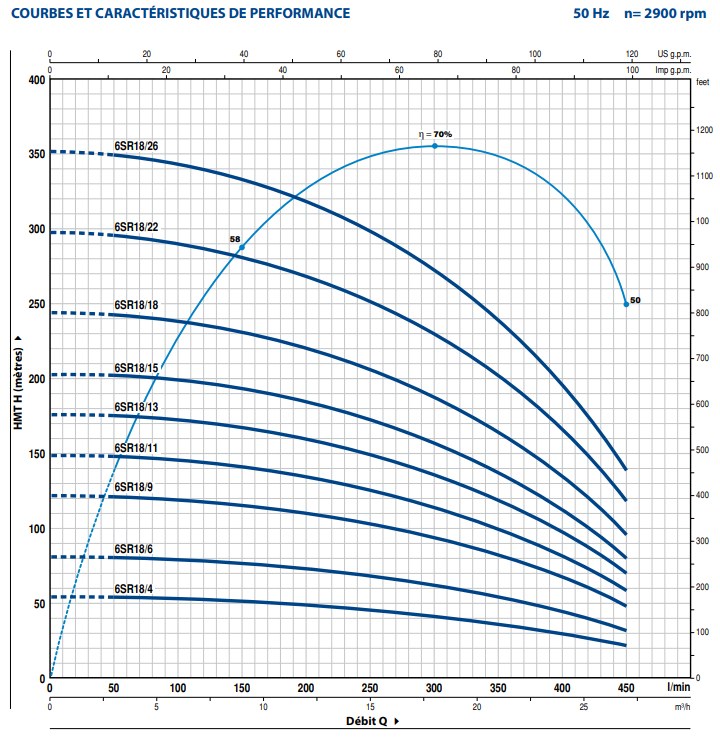 COURBES ET CARACTÉRISTIQUES DE PERFORMANCE 50 Hz n= 2900 rpm
0 20 40 60 80 100 120 US g.p.m.
0 20 40 60 80 100 Imp g.p.m.
400 feet
1200
η = 70%
6SR18/26
350
1100
100
300
6SR18/22
58
900
250
50
6SR18/18
800
700
200
6SR18/15
600
6SR18/13
500
150
6SR18/11
400
6SR18/9
100
300
6SR18/6
200
50
6SR18/4
100
0 0
HMT H (mètres)
0 50 100 150 200 250 300 350 400 450 l/min
0 5 10 15 20 25 m³/h
Débit Q